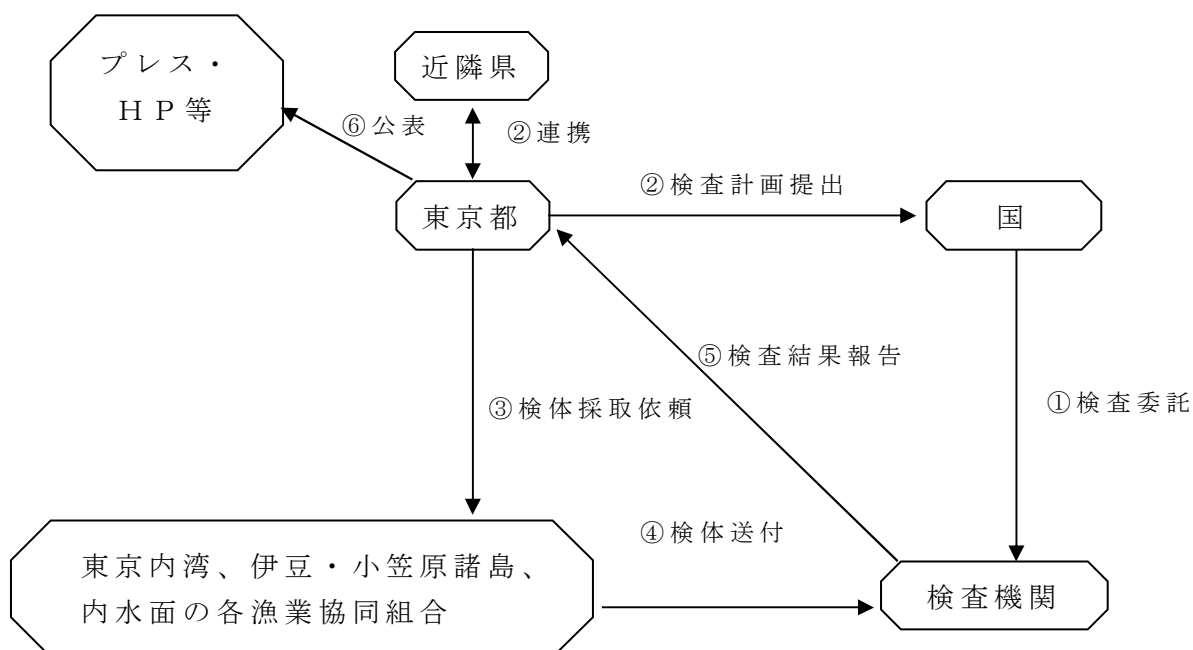 プレス・
ＨＰ等
近隣県
⑥公表
②連携
②検査計画提出
東京都
国
⑤検査結果報告
③検体採取依頼
①検査委託
④検体送付
東京内湾、伊豆・小笠原諸島、
内水面の各漁業協同組合
検査機関